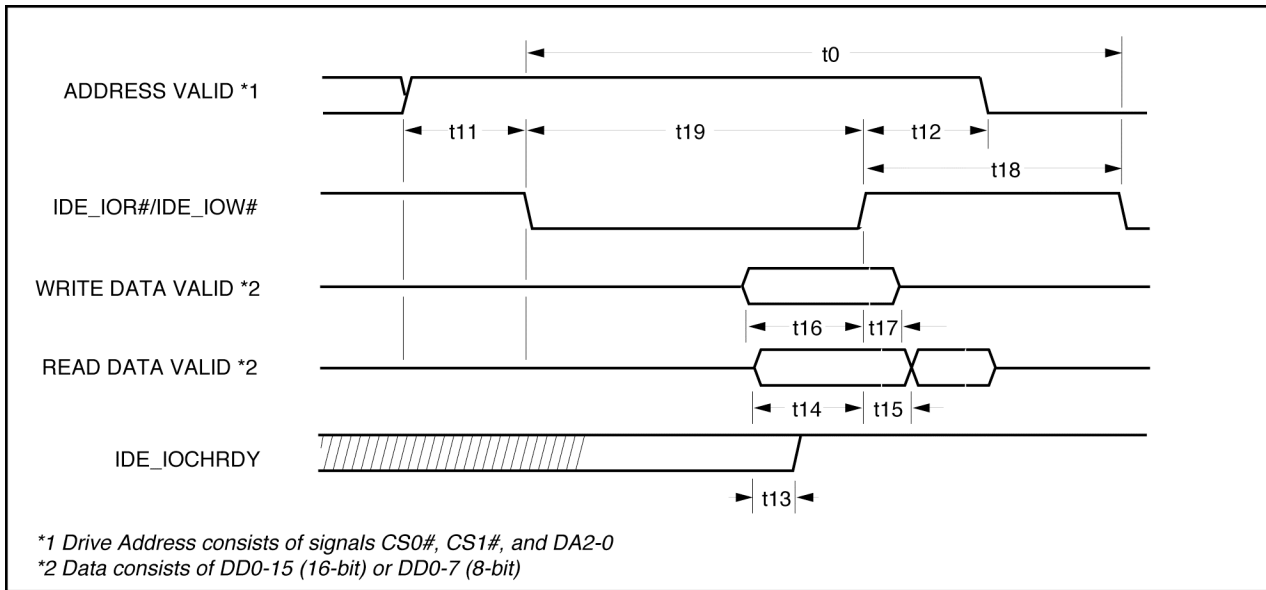 t0
ADDRESS VALID *1
t11 t19 t12
t18
IDE_IOR#/IDE_IOW#
WRITE DATA VALID *2
t16 t17
READ DATA VALID *2
t14 t15
IDE_IOCHRDY
t13
*1 Drive Address consists of signals CS0#, CS1#, and DA2-0
*2 Data consists of DD0-15 (16-bit) or DD0-7 (8-bit)